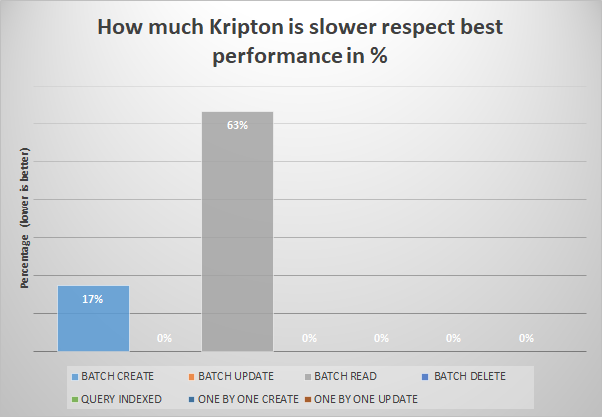 How much Kripton is slower respect best
performance in %
Percentage (lower is better)
63%
17%
0%
0%
0%
0%
0%
BATCH CREATE
BATCH UPDATE
BATCH READ
BATCH DELETE
QUERY INDEXED
ONE BY ONE CREATE
ONE BY ONE UPDATE